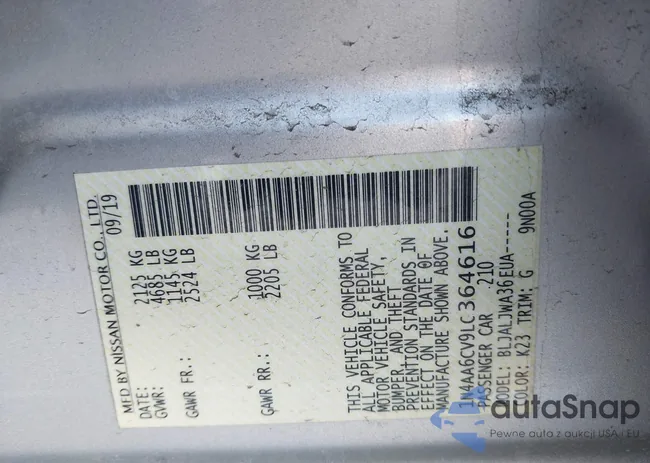 MFD BY NISSAN MOTOR CO., LTD.
DATE: 09/19
GVWR: 2125 KG
4685 LB
GAWR FR.: 1145 KG
2524 LB
GAWR RR.: 1000 KG
2205 LB
THIS VEHICLE CONFORMS TO
ALL APPLICABLE FEDERAL
MOTOR VEHICLE SAFETY,
BUMPER, AND THEFT
PREVENTION STANDARDS IN
EFFECT ON THE DATE OF
MANUFACTURE SHOWN ABOVE.
1N4AA6CV9LC364616
PASSENGER CAR 210
MODEL: BLJALJWA36EUA-----
COLOR: K23 TRIM: G 9N00A
autaSnap
Pewne auta z aukcji USA i EU